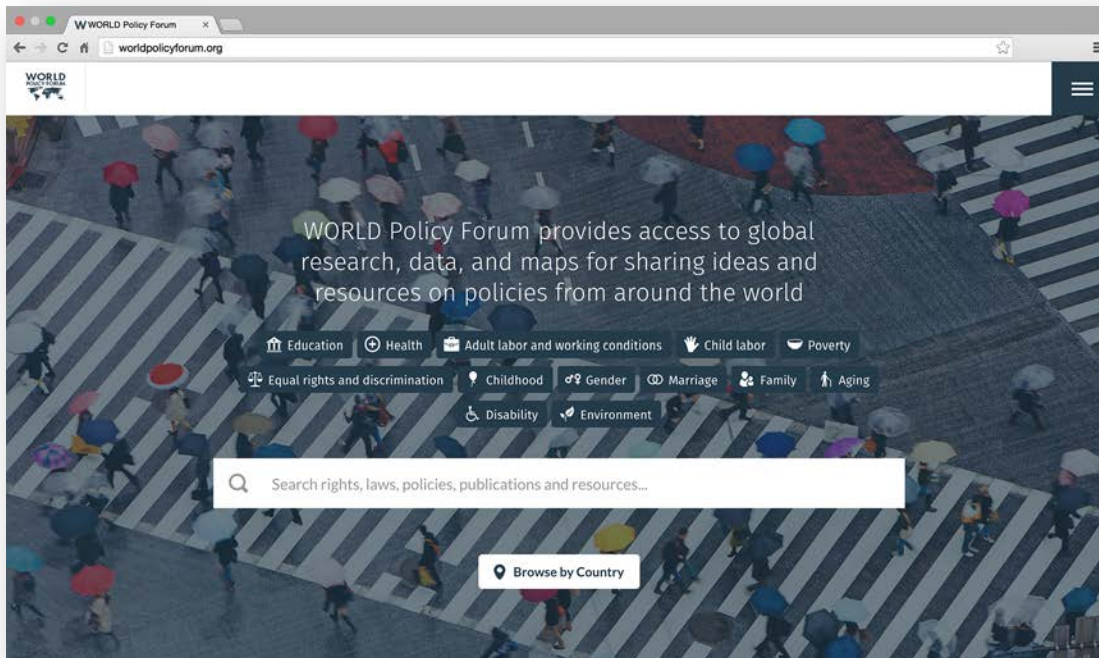 WWORLD Policy Forum
worldpolicyforum.org
WORLD
POLICY FORUM
WORLD Policy Forum provides access to global
research, data, and maps for sharing ideas and
resources on policies from around the world
Education Health Adult labor and working conditions Child labor Poverty
Equal rights and discrimination Childhood Gender Marriage Family Aging
Disability Environment
Search rights, laws, policies, publications and resources...
Browse by Country